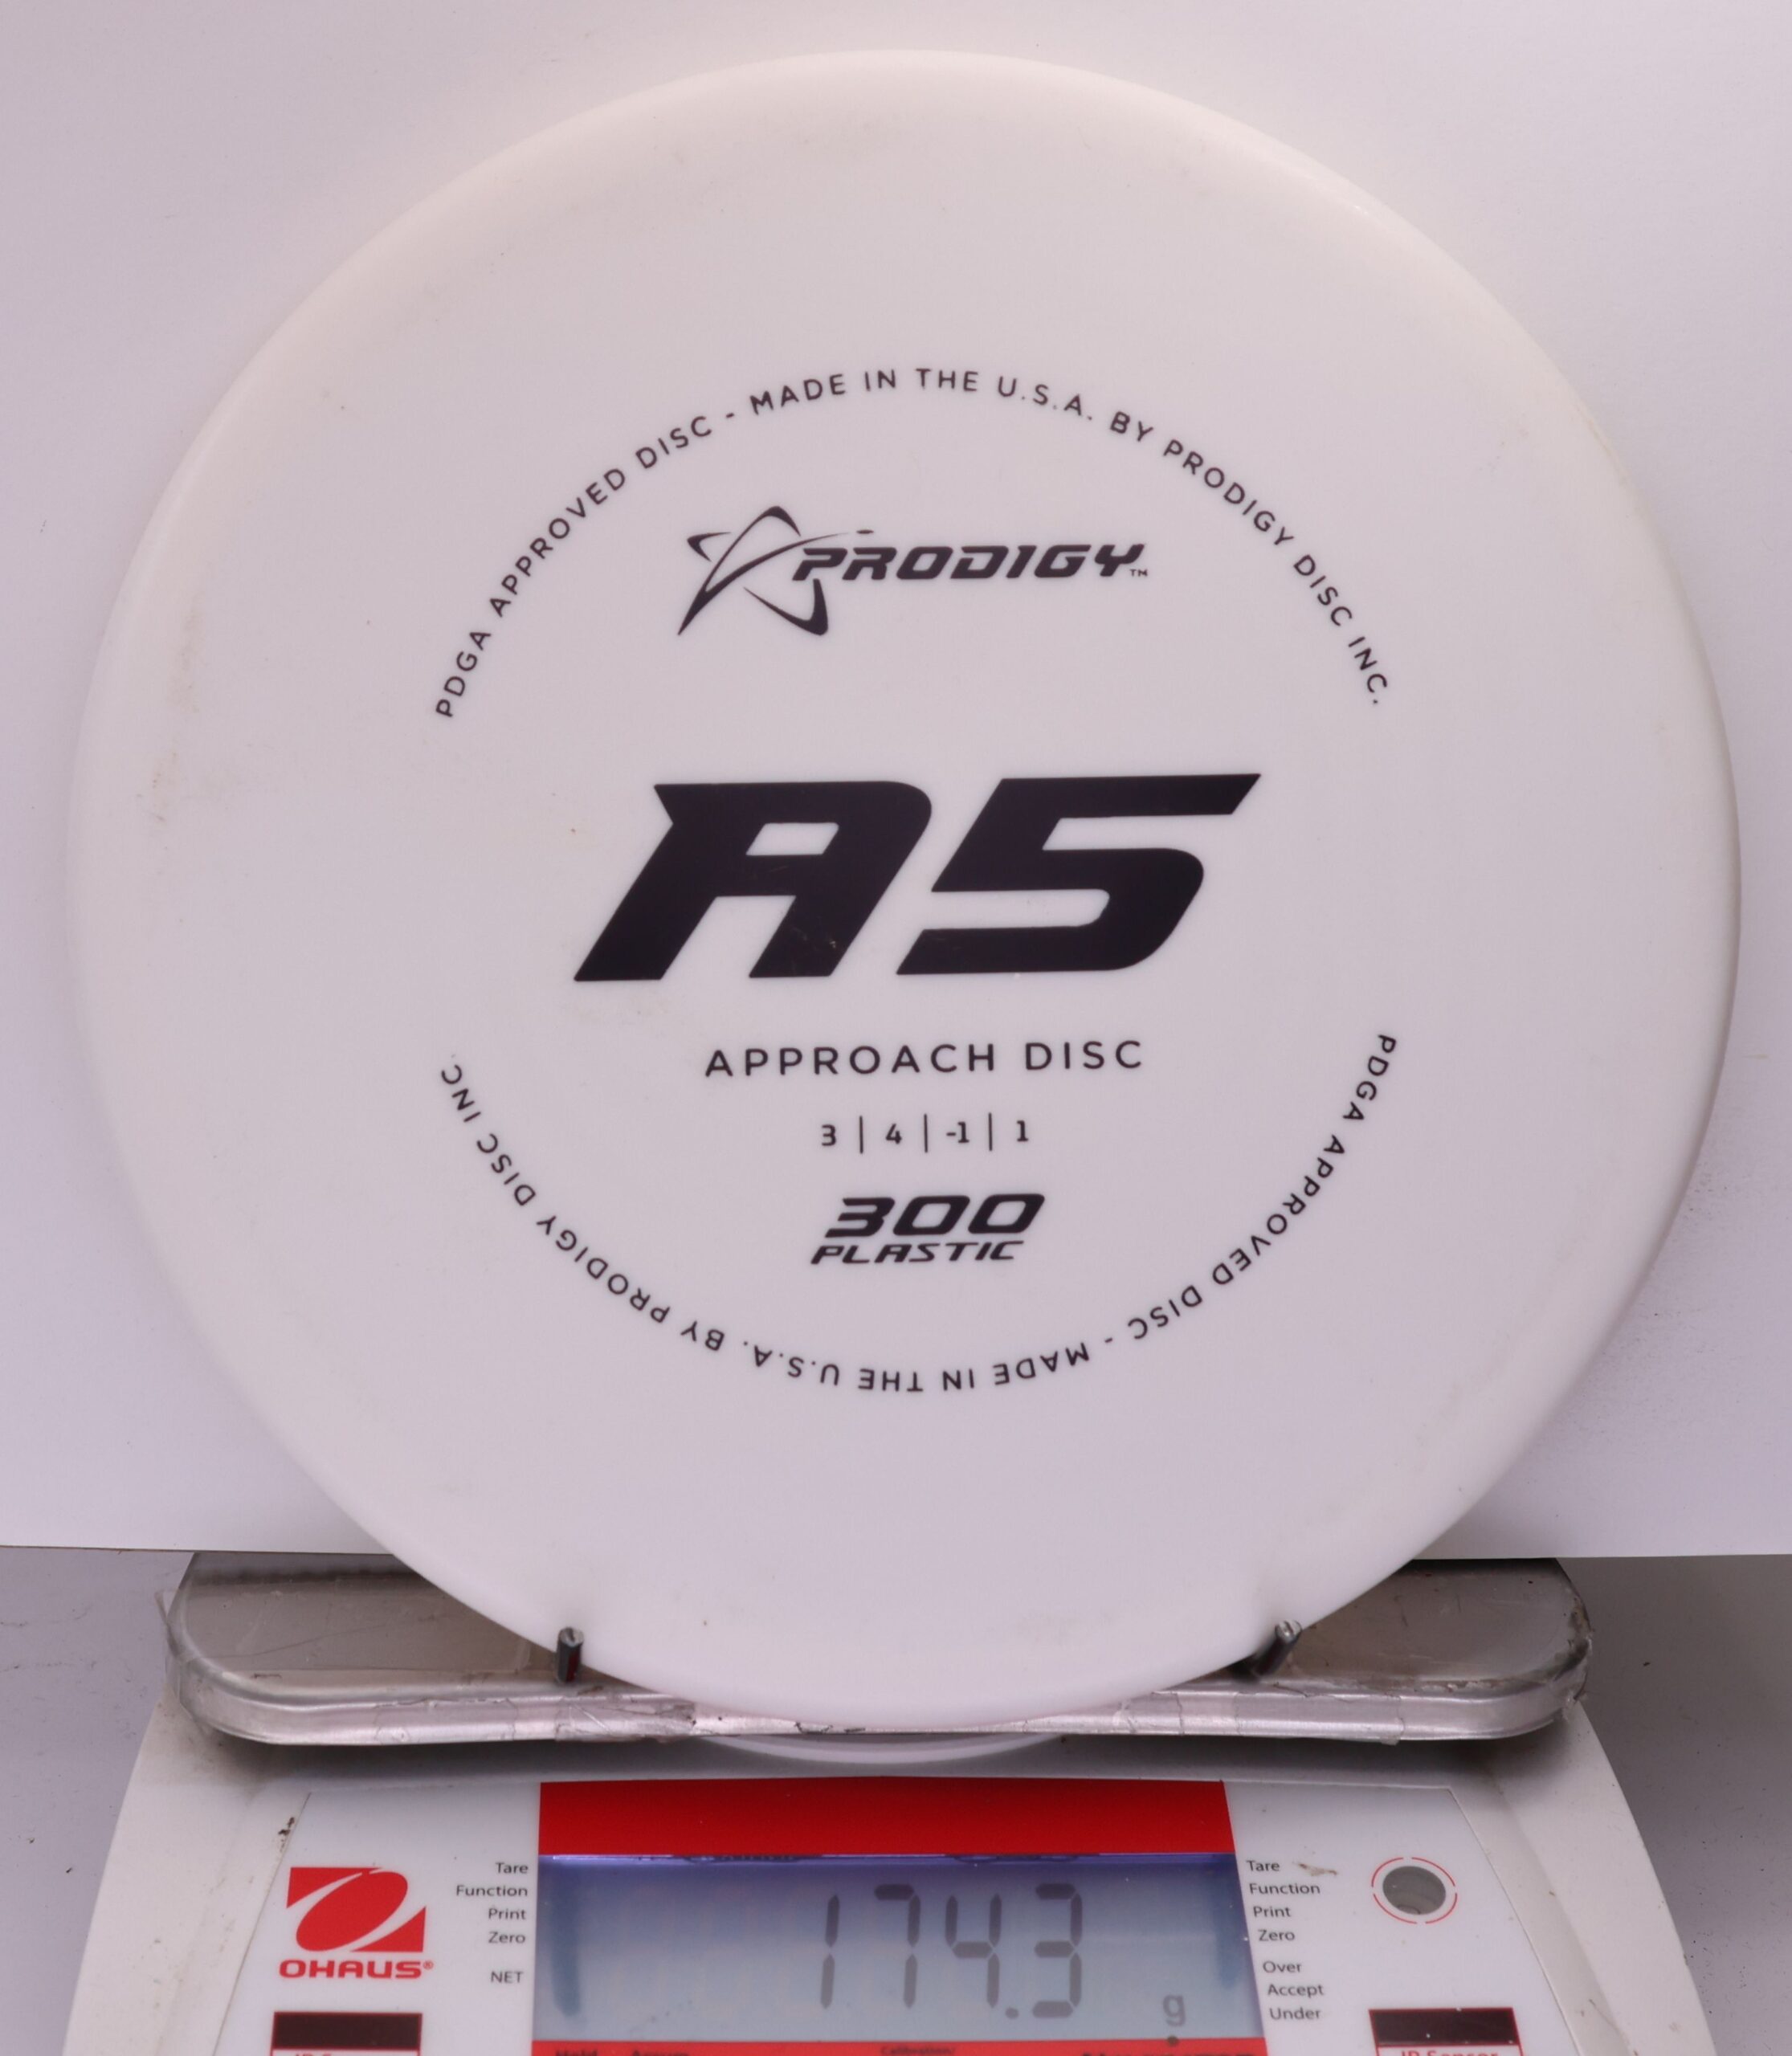 PDGA APPROVED DISC - MADE IN THE U.S.A. BY PRODIGY DISC INC.
PRODIGY™
A5
APPROACH DISC
3 | 4 | -1 | 1
300
PLASTIC
PDGA APPROVED DISC - MADE IN THE U.S.A. BY PRODIGY DISC INC
OHAUS®
Tare
Function
Print
Zero
NET
174.3 g
Tare
Function
Print
Zero
Over
Accept
Under